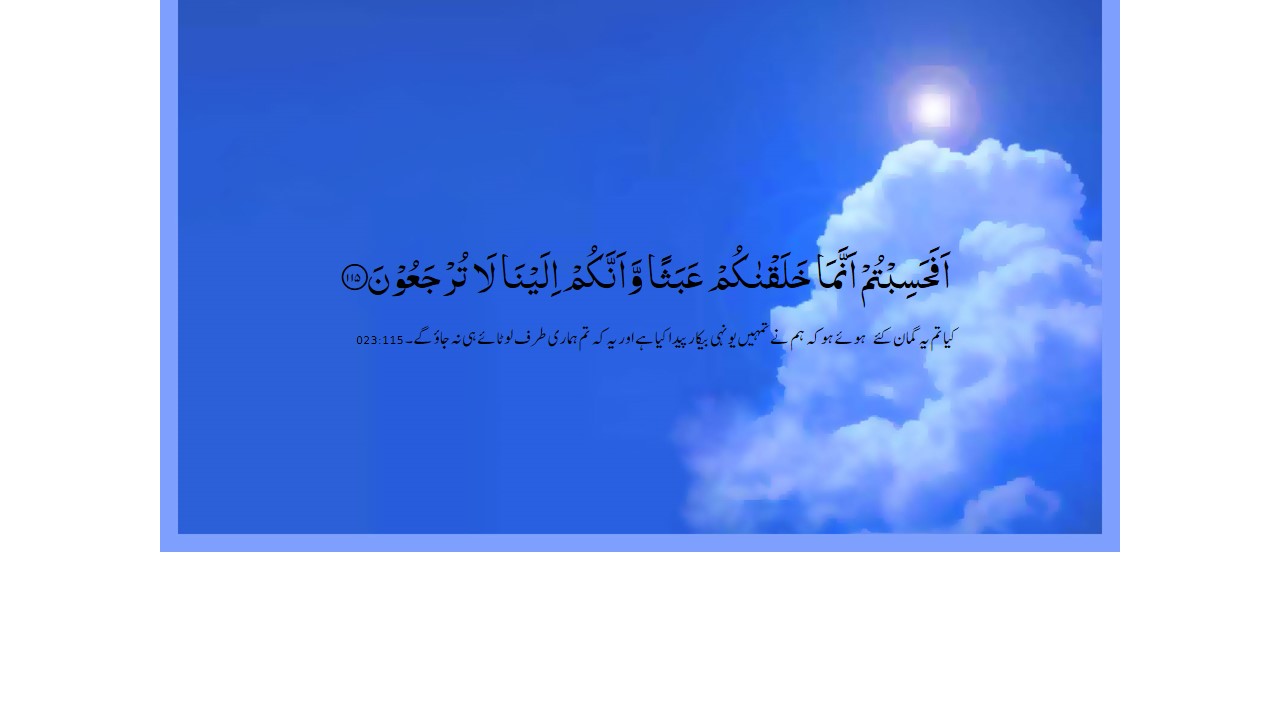 اَفَحَسِبْتُمْ اَنَّمَا خَلَقْنٰكُمْ عَبَثًا وَّ اَنَّكُمْ اِلَيْنَا لَا تُرْجَعُوْنَ ﴿۱۱۵﴾
کیا تم یہ گمان کئے ہوئے ہو کہ ہم نے تمہیں یونہی بیکار پیدا کیا ہے اور یہ کہ تم ہماری طرف لوٹائے ہی نہ جاؤ گے۔ 023:115